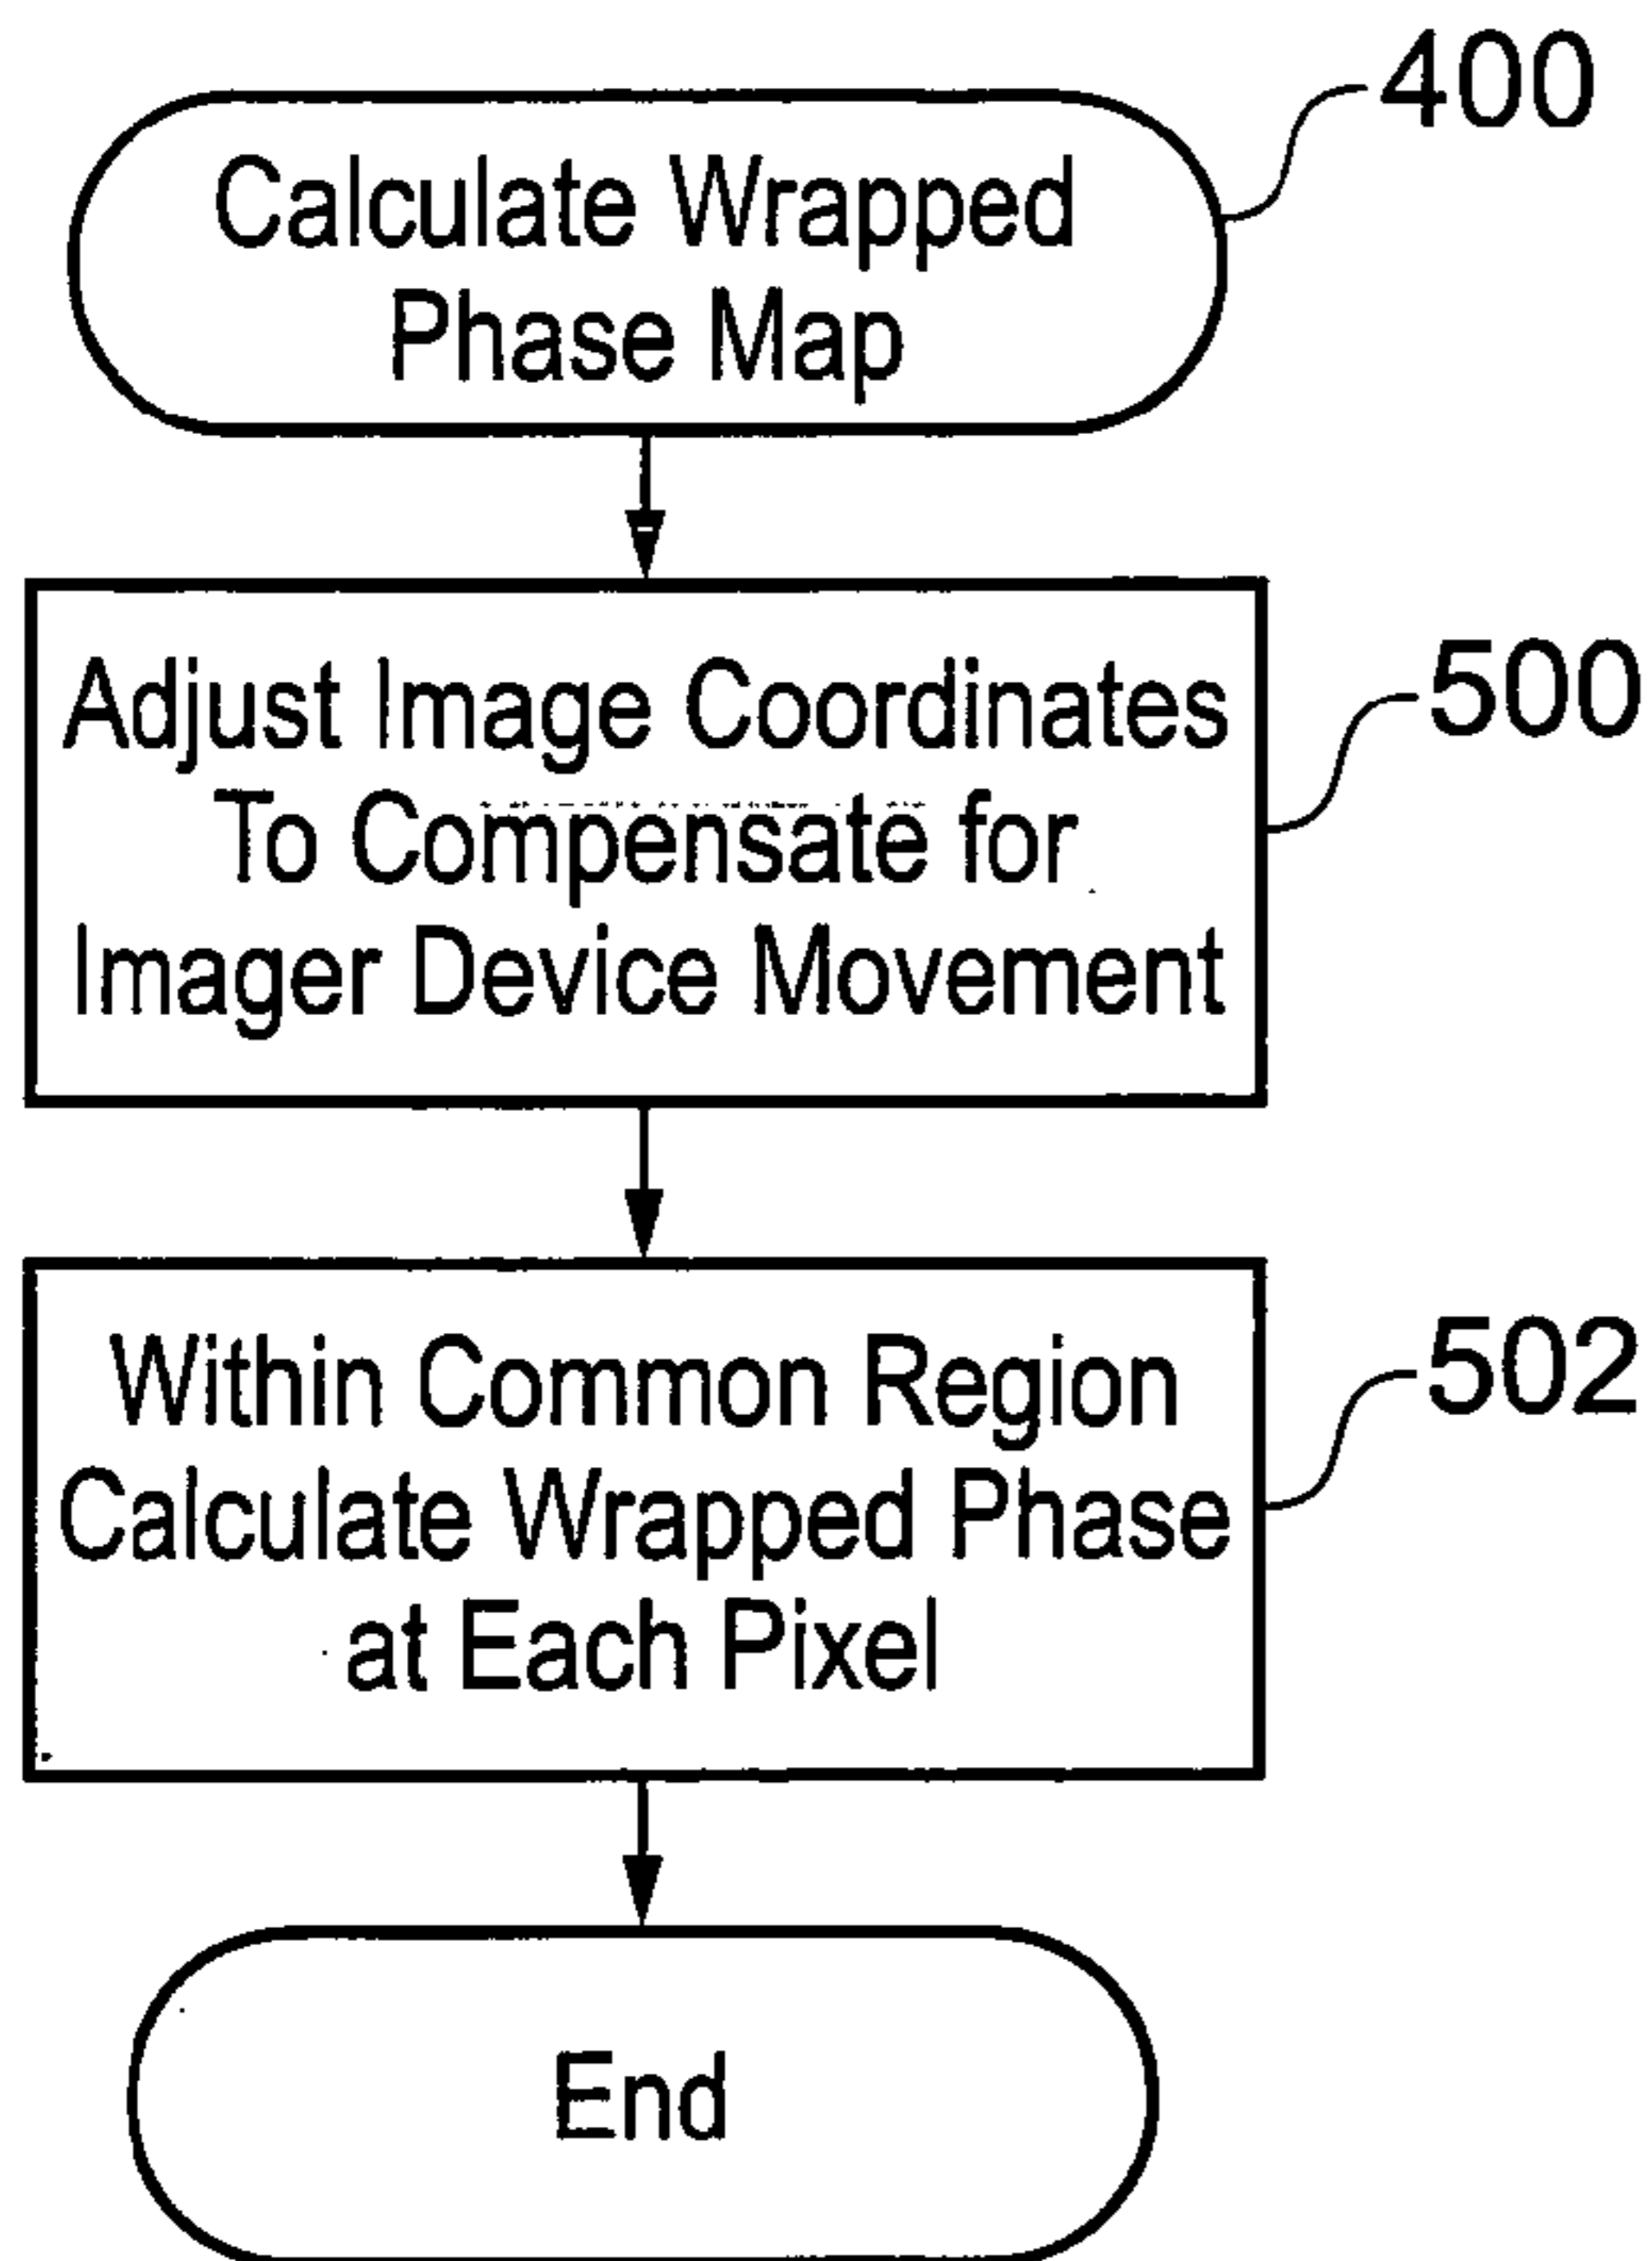 400
Calculate Wrapped
Phase Map
Adjust Image Coordinates
To Compensate for
Imager Device Movement
500
Within Common Region
Calculate Wrapped Phase
at Each Pixel
502
End